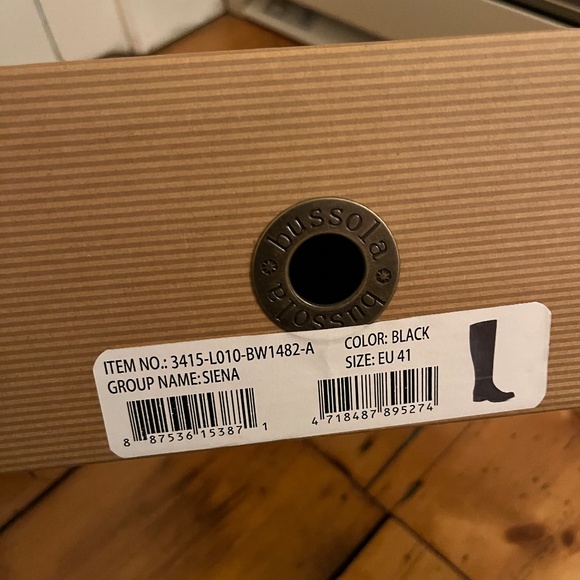 bussola
bussola
ITEM NO.: 3415-L010-BW1482-A
GROUP NAME: SIENA
COLOR: BLACK
SIZE: EU 41
8 87536 15387 1
4 718487 895274